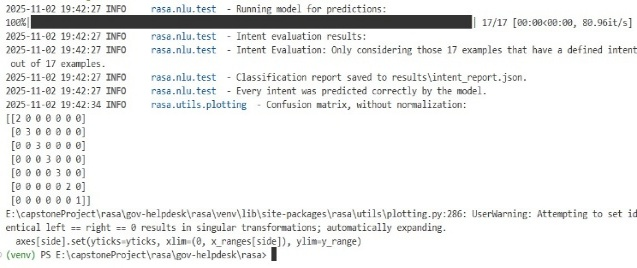 2025-11-02 19:42:27 INFO     rasa.nlu.test  - Running model for predictions:
100%|                                                                    | 17/17 [00:00<00:00, 80.96it/s]
2025-11-02 19:42:27 INFO     rasa.nlu.test  - Intent evaluation results:
2025-11-02 19:42:27 INFO     rasa.nlu.test  - Intent Evaluation: Only considering those 17 examples that have a defined intent
out of 17 examples.
2025-11-02 19:42:27 INFO     rasa.nlu.test  - Classification report saved to results\intent_report.json.
2025-11-02 19:42:27 INFO     rasa.nlu.test  - Every intent was predicted correctly by the model.
2025-11-02 19:42:34 INFO     rasa.utils.plotting  - Confusion matrix, without normalization:
[[2 0 0 0 0 0 0]
 [0 3 0 0 0 0 0]
 [0 0 3 0 0 0 0]
 [0 0 0 3 0 0 0]
 [0 0 0 0 3 0 0]
 [0 0 0 0 0 2 0]
 [0 0 0 0 0 0 1]]
E:\capstoneProject\rasa\gov-helpdesk\rasa\venv\lib\site-packages\rasa\utils\plotting.py:286: UserWarning: Attempting to set id
entical left == right == 0 results in singular transformations; automatically expanding.
  axes[side].set(yticks=yticks, xlim=(0, x_ranges[side]), ylim=y_range)
(venv) PS E:\capstoneProject\rasa\gov-helpdesk\rasa>